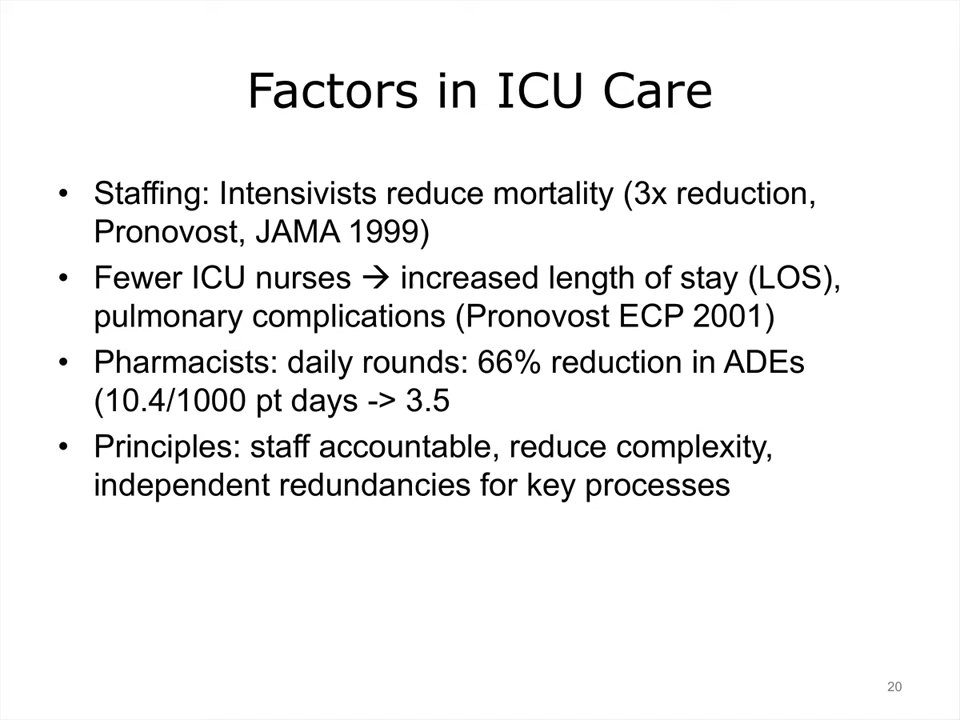 Factors in ICU Care
• Staffing: Intensivists reduce mortality (3x reduction,
Pronovost, JAMA 1999)
• Fewer ICU nurses → increased length of stay (LOS),
pulmonary complications (Pronovost ECP 2001)
• Pharmacists: daily rounds: 66% reduction in ADEs
(10.4/1000 pt days -> 3.5
• Principles: staff accountable, reduce complexity,
independent redundancies for key processes
20